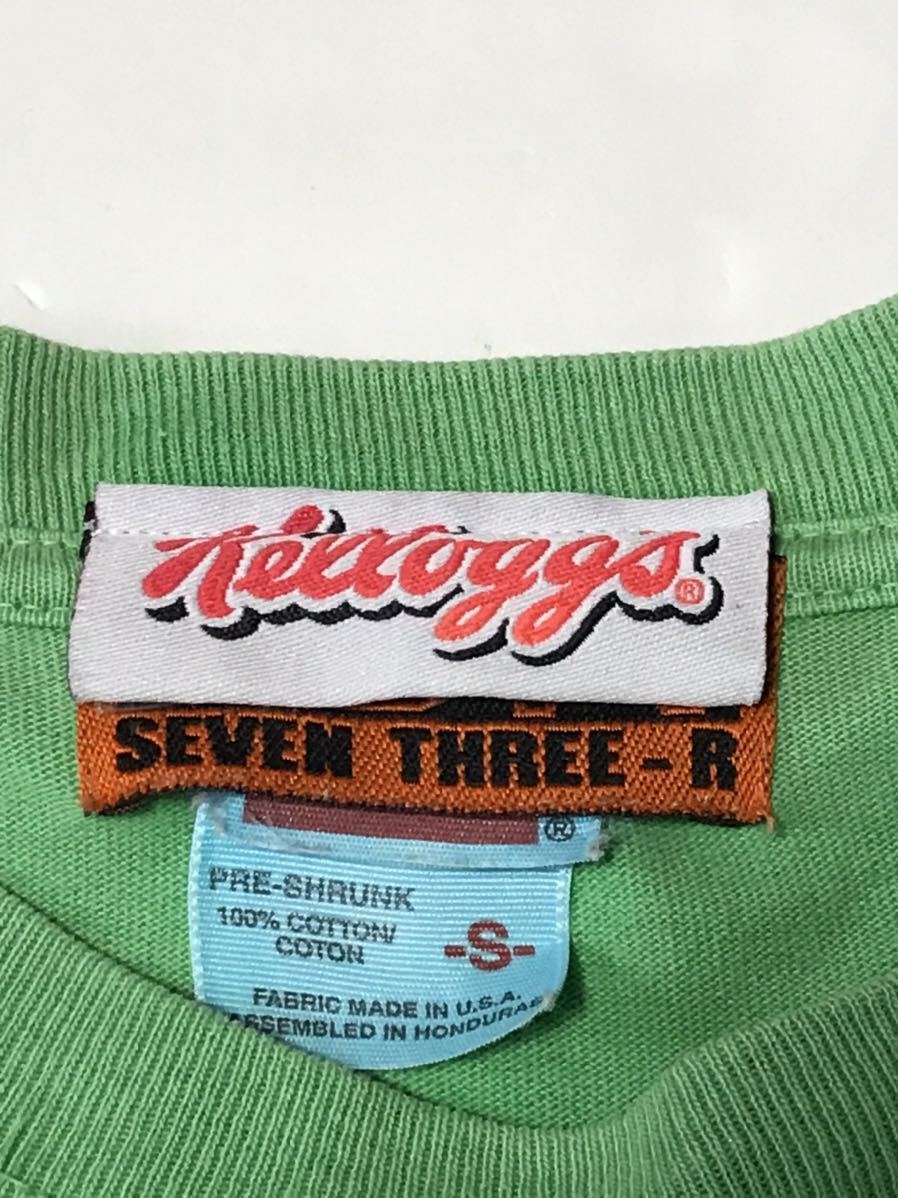 Kellogg's®
SEVEN THREE-R
®
PRE-SHRUNK
100% COTTON/
COTON
-S-
FABRIC MADE IN U.S.A.
ASSEMBLED IN HONDURAS